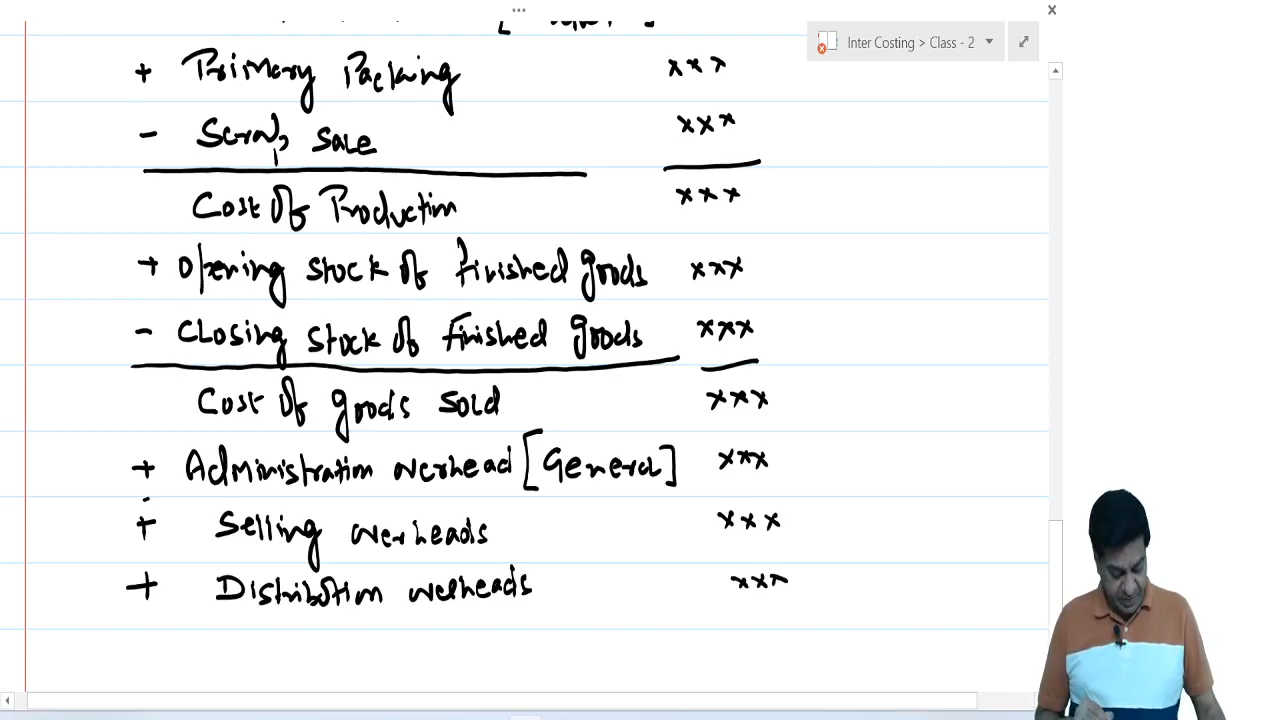 Inter Costing > Class - 2
+ Primary Packing xxx
- Scrap Sale xxx
Cost of Production xxx
+ Opening stock of finished goods xxx
- Closing stock of finished goods xxx
Cost of goods sold xxx
+ Administration overhead [General] xxx
+ Selling overheads xxx
+ Distribution overheads xxx